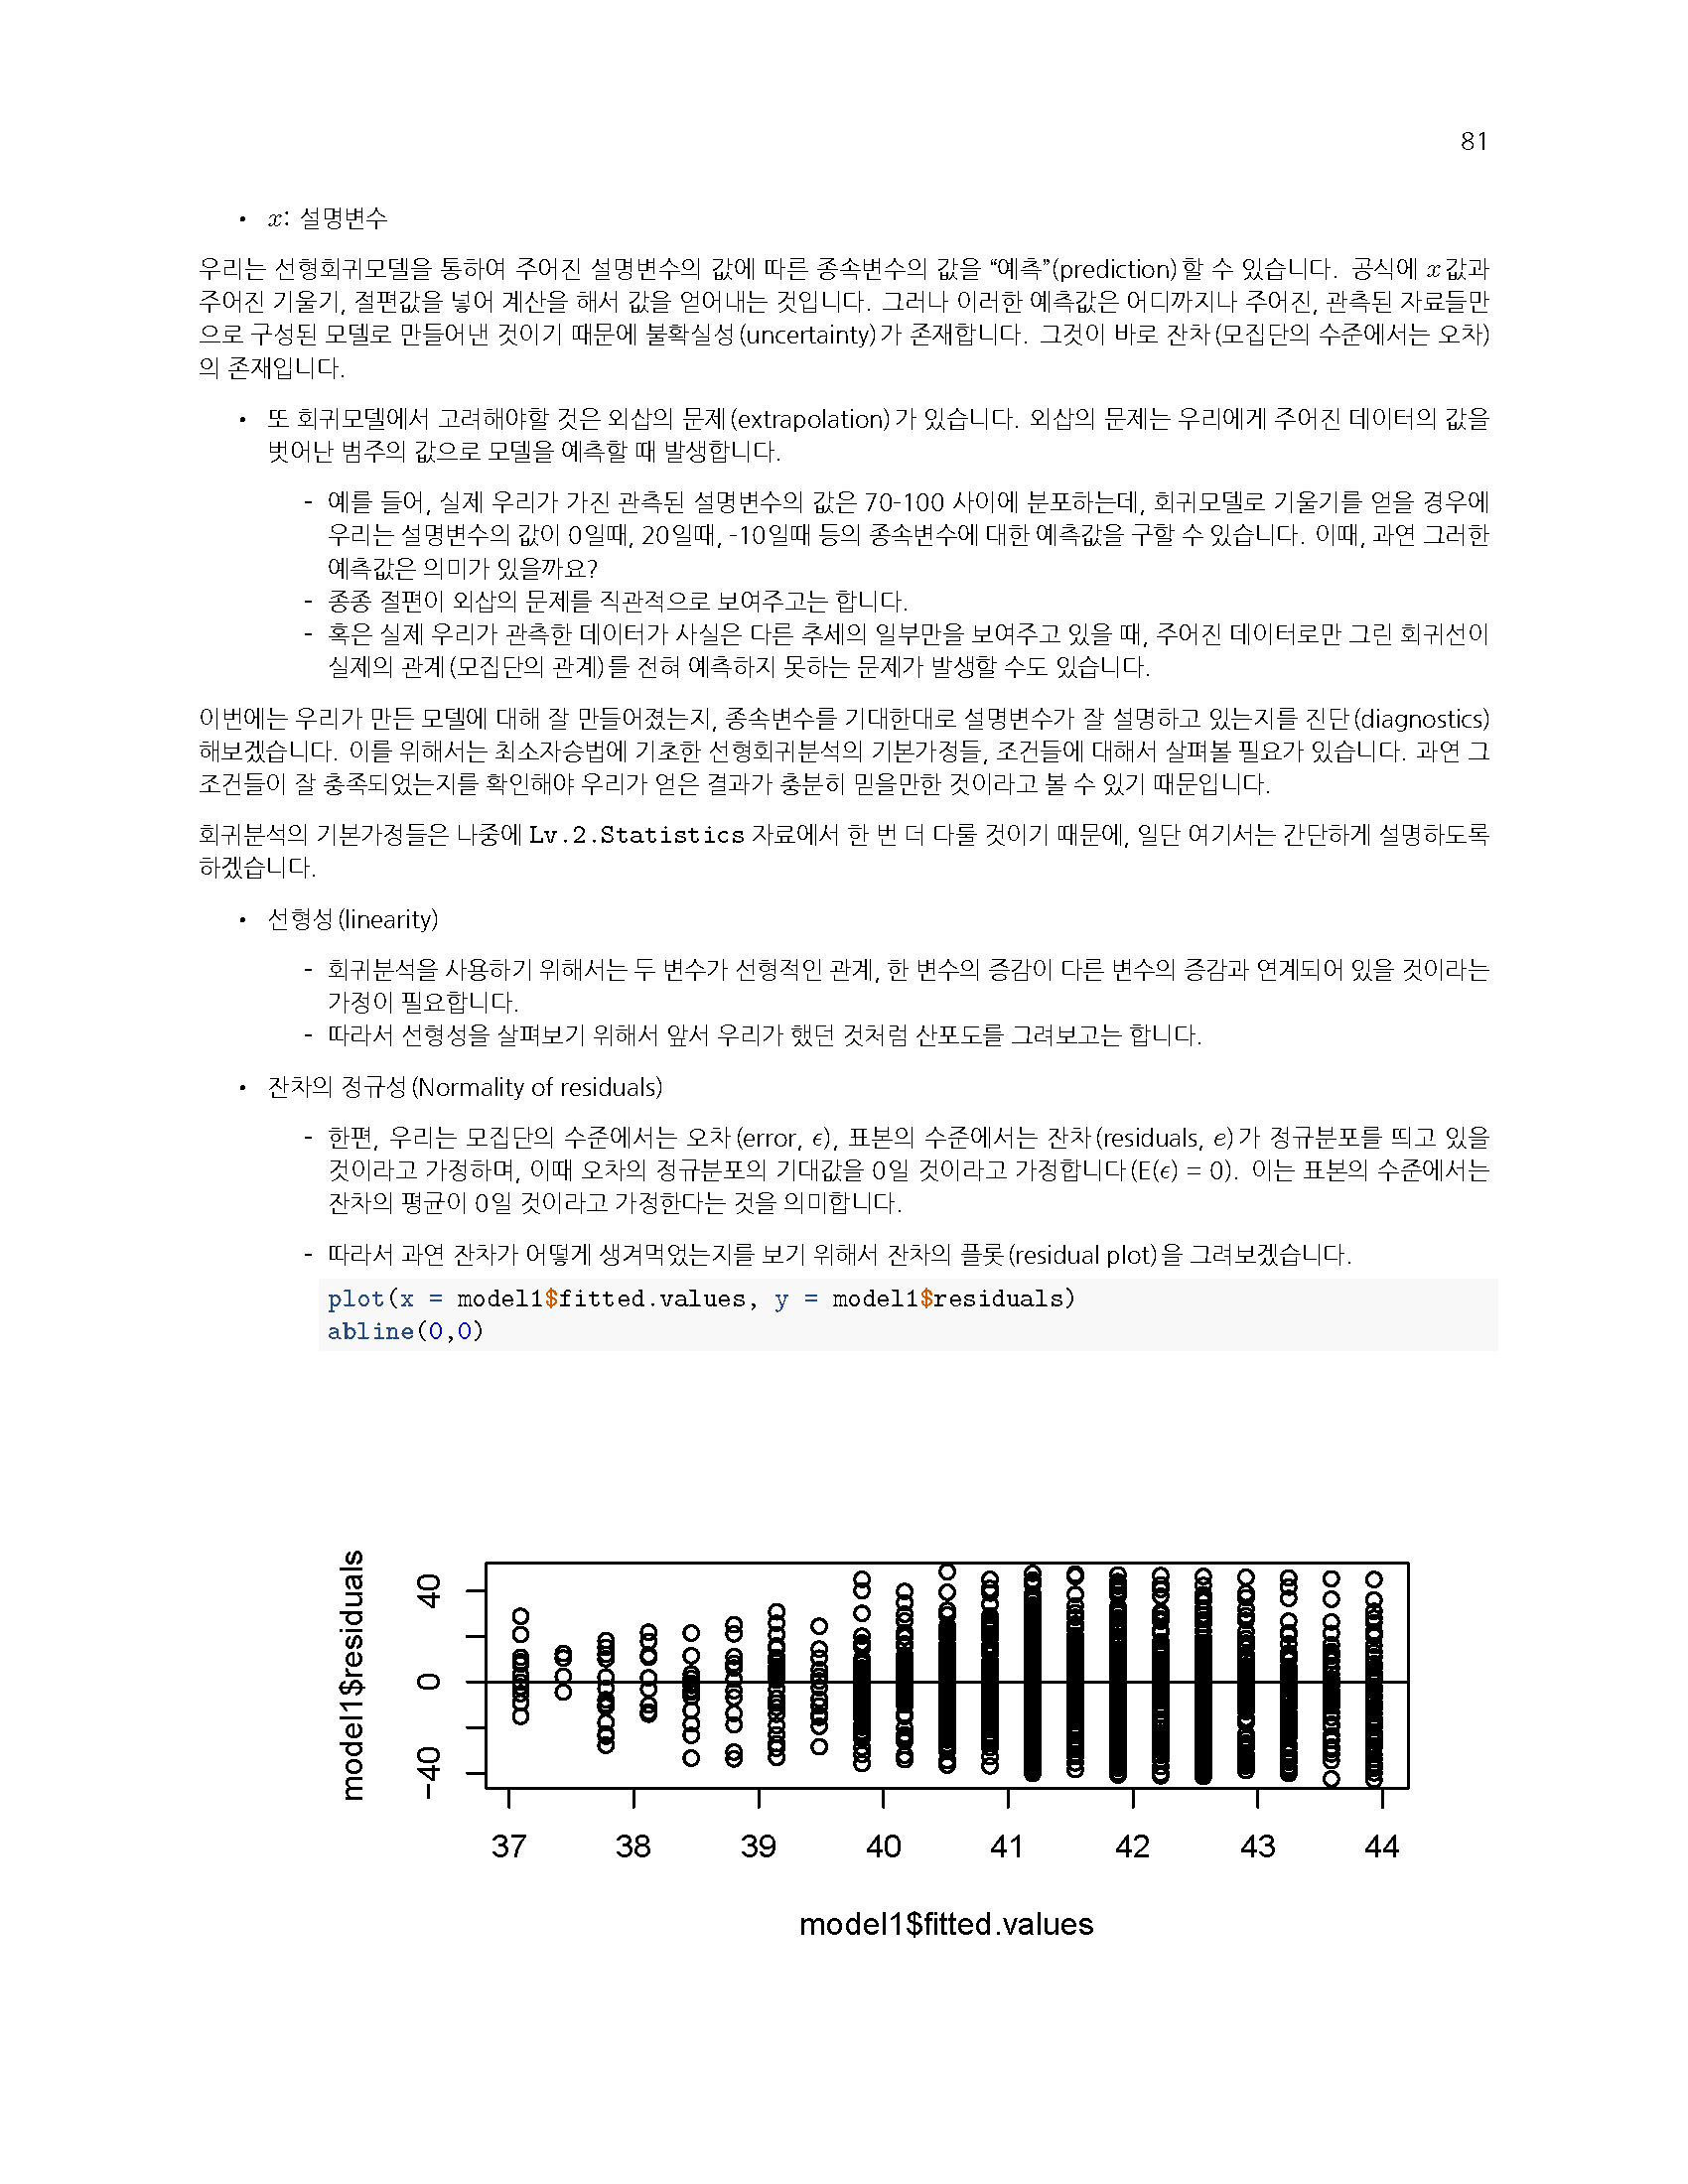 81
• x: 설명변수
우리는 선형회귀모델을 통하여 주어진 설명변수의 값에 따른 종속변수의 값을 “예측”(prediction)할 수 있습니다. 공식에 x값과
주어진 기울기, 절편값을 넣어 계산을 해서 값을 얻어내는 것입니다. 그러나 이러한 예측값은 어디까지나 주어진, 관측된 자료들만
으로 구성된 모델로 만들어낸 것이기 때문에 불확실성(uncertainty)가 존재합니다. 그것이 바로 잔차(모집단의 수준에서는 오차)
의 존재입니다.
• 또 회귀모델에서 고려해야할 것은 외삽의 문제(extrapolation)가 있습니다. 외삽의 문제는 우리에게 주어진 데이터의 값을
벗어난 범주의 값으로 모델을 예측할 때 발생합니다.
- 예를 들어, 실제 우리가 가진 관측된 설명변수의 값은 70-100 사이에 분포하는데, 회귀모델로 기울기를 얻을 경우에
우리는 설명변수의 값이 0일때, 20일때, -10일때 등의 종속변수에 대한 예측값을 구할 수 있습니다. 이때, 과연 그러한
예측값은 의미가 있을까요?
- 종종 절편이 외삽의 문제를 직관적으로 보여주고는 합니다.
- 혹은 실제 우리가 관측한 데이터가 사실은 다른 추세의 일부만을 보여주고 있을 때, 주어진 데이터로만 그린 회귀선이
실제의 관계(모집단의 관계)를 전혀 예측하지 못하는 문제가 발생할 수도 있습니다.
이번에는 우리가 만든 모델에 대해 잘 만들어졌는지, 종속변수를 기대한대로 설명변수가 잘 설명하고 있는지를 진단(diagnostics)
해보겠습니다. 이를 위해서는 최소자승법에 기초한 선형회귀분석의 기본가정들, 조건들에 대해서 살펴볼 필요가 있습니다. 과연 그
조건들이 잘 충족되었는지를 확인해야 우리가 얻은 결과가 충분히 믿을만한 것이라고 볼 수 있기 때문입니다.
회귀분석의 기본가정들은 나중에 Lv.2.Statistics 자료에서 한 번 더 다룰 것이기 때문에, 일단 여기서는 간단하게 설명하도록
하겠습니다.
• 선형성(linearity)
- 회귀분석을 사용하기 위해서는 두 변수가 선형적인 관계, 한 변수의 증감이 다른 변수의 증감과 연계되어 있을 것이라는
가정이 필요합니다.
- 따라서 선형성을 살펴보기 위해서 앞서 우리가 했던 것처럼 산포도를 그려보고는 합니다.
• 잔차의 정규성(Normality of residuals)
- 한편, 우리는 모집단의 수준에서는 오차(error, ϵ), 표본의 수준에서는 잔차(residuals, e)가 정규분포를 띄고 있을
것이라고 가정하며, 이때 오차의 정규분포의 기대값을 0일 것이라고 가정합니다(E(ϵ) = 0). 이는 표본의 수준에서는
잔차의 평균이 0일 것이라고 가정한다는 것을 의미합니다.
- 따라서 과연 잔차가 어떻게 생겨먹었는지를 보기 위해서 잔차의 플롯(residual plot)을 그려보겠습니다.
plot(x = model1$fitted.values, y = model1$residuals)
abline(0,0)
model1$residuals
40
0
−40
37 38 39 40 41 42 43 44
model1$fitted.values